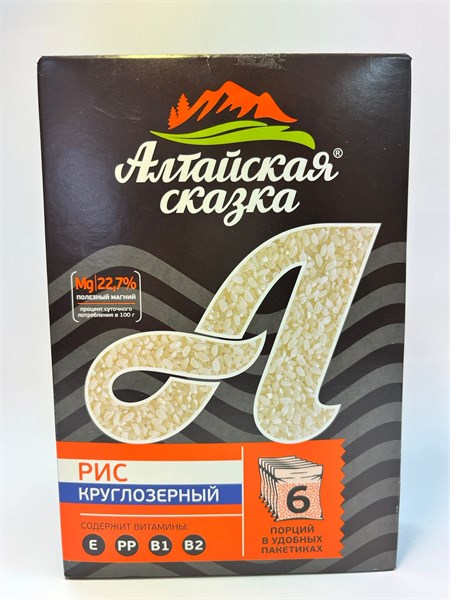 Алтайская®
сказка
Mg|22,7%
ПОЛЕЗНЫЙ МАГНИЙ
процент суточного
потребления в 100 г
РИС
КРУГЛОЗЕРНЫЙ
СОДЕРЖИТ ВИТАМИНЫ:
E PP B1 B2
6
ПОРЦИЙ
В УДОБНЫХ
ПАКЕТИКАХ